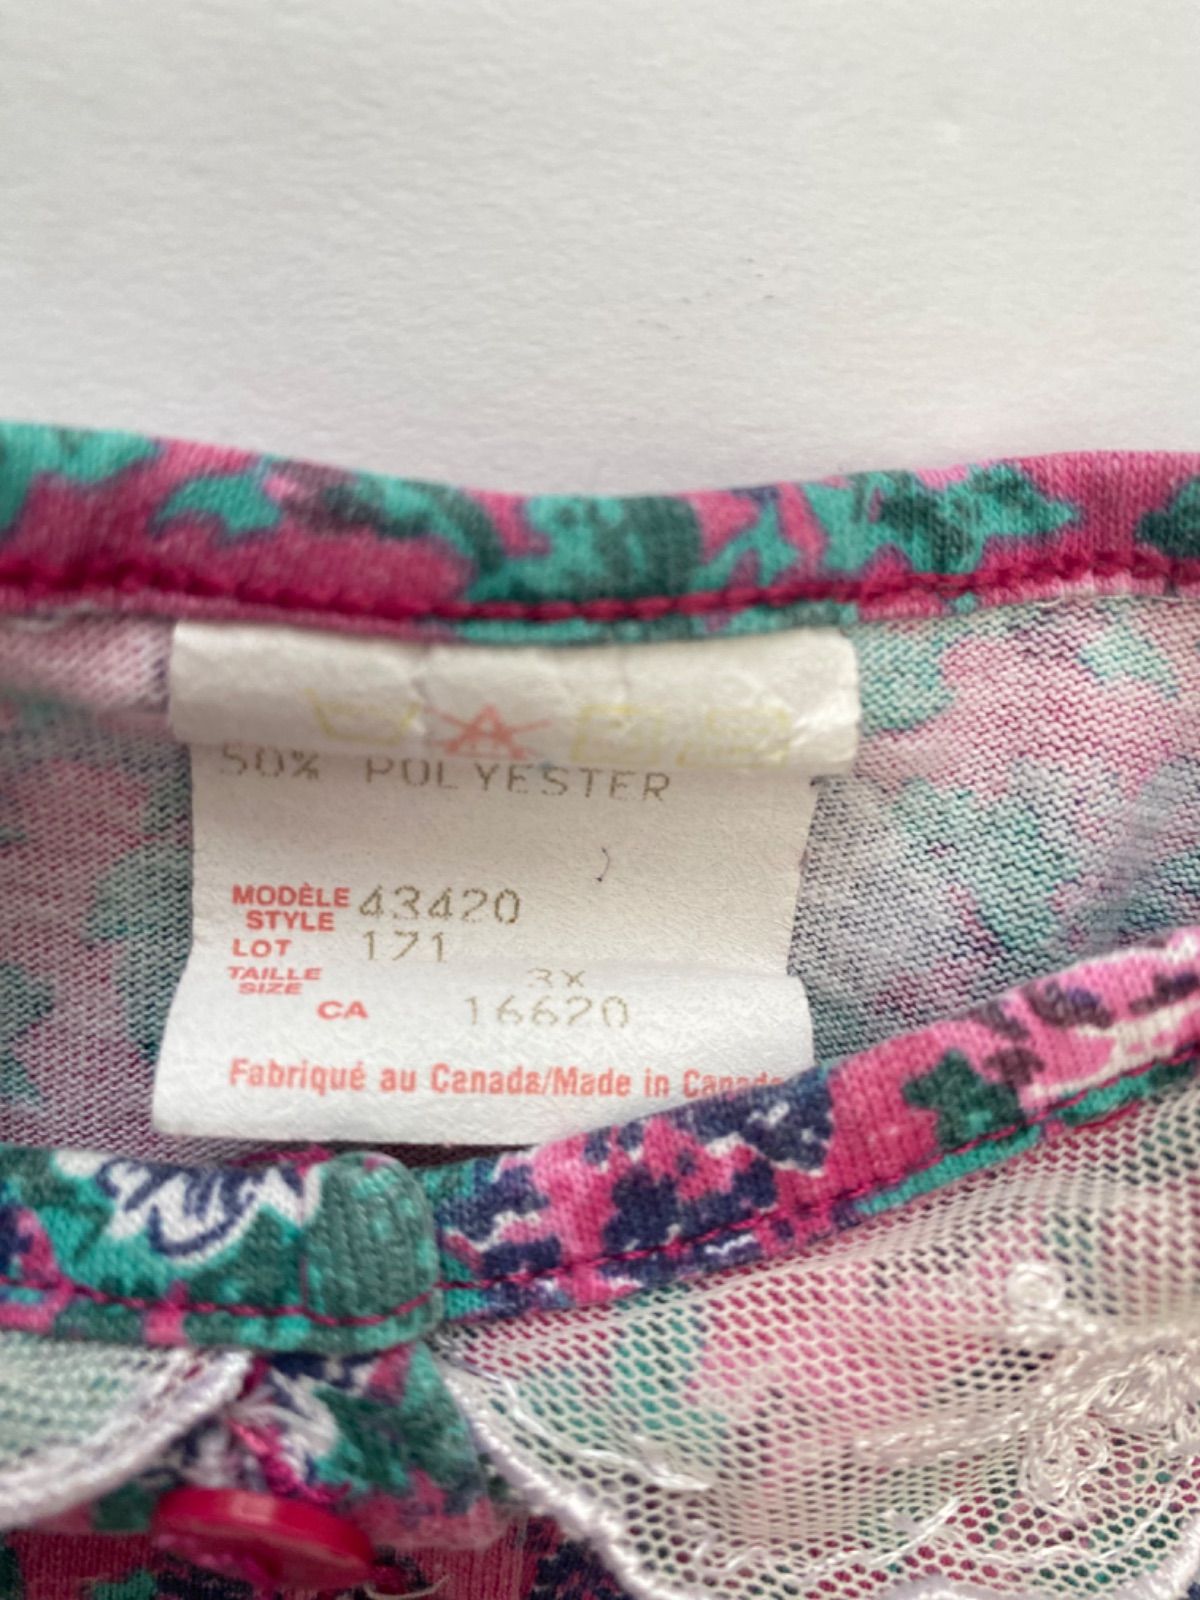 50% POLYESTER
MODÈLE 43420
STYLE
LOT 171
TAILLE 3X
SIZE
CA 16620
Fabriqué au Canada/Made in Canada